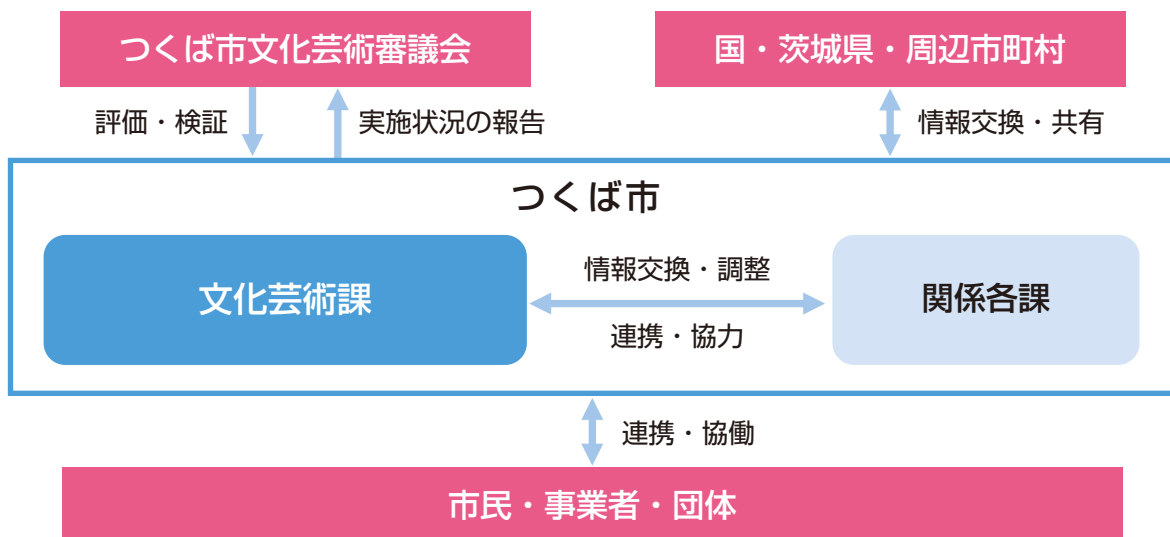 つくば市文化芸術審議会
国・茨城県・周辺市町村
評価・検証
実施状況の報告
情報交換・共有
つくば市
文化芸術課
情報交換・調整
連携・協力
関係各課
連携・協働
市民・事業者・団体